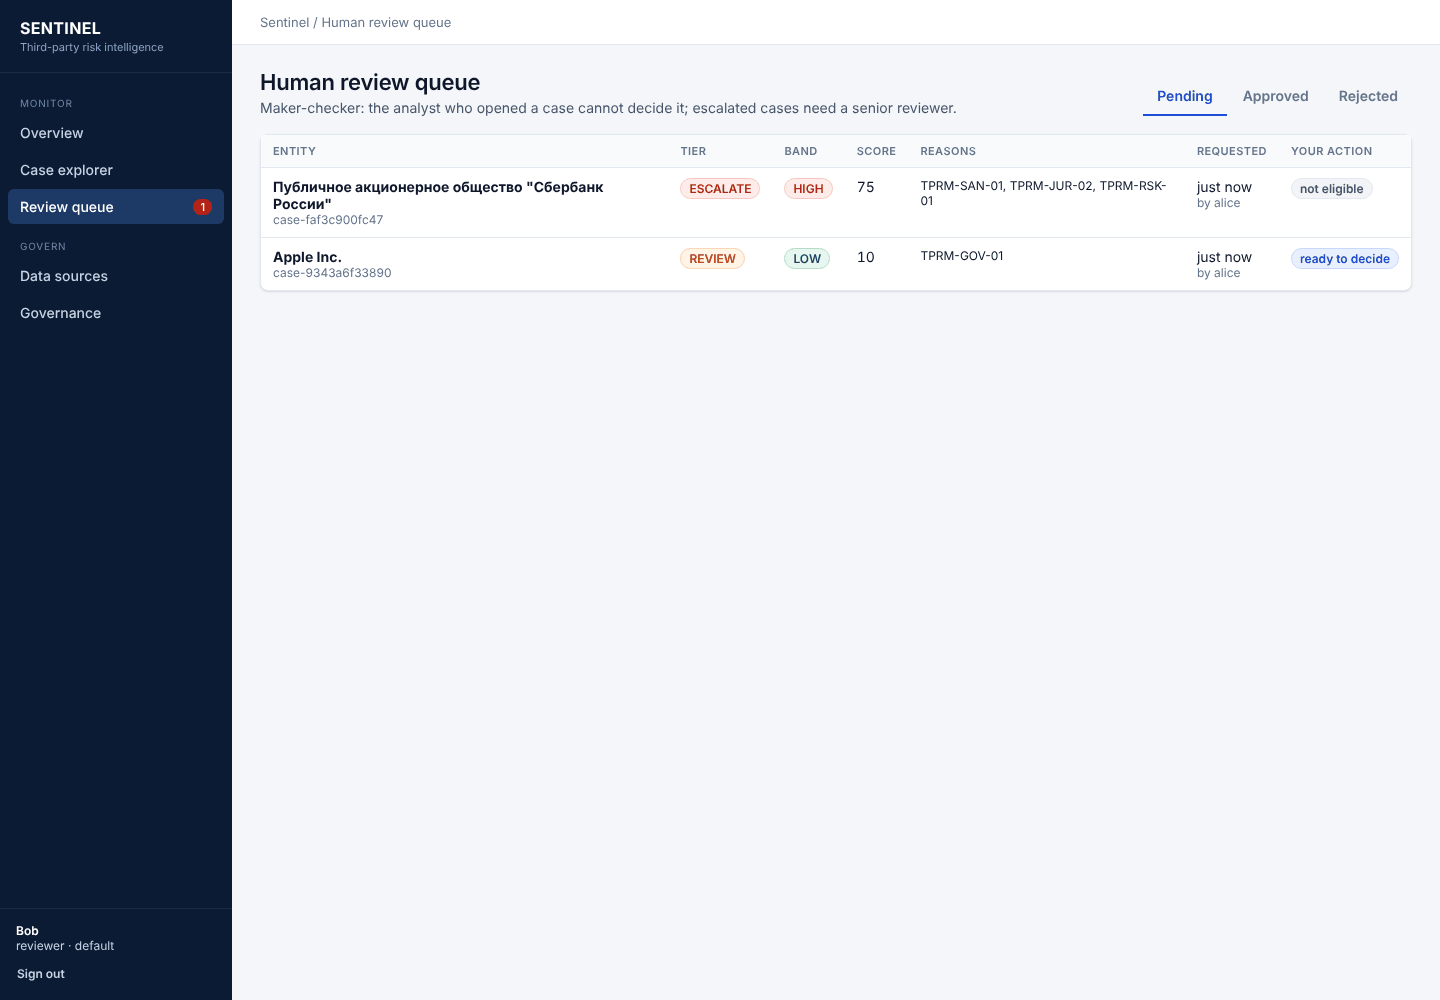 SENTINEL
Third-party risk intelligence
MONITOR
Overview
Case explorer
Review queue 1
GOVERN
Data sources
Governance
Bob
reviewer · default
Sign out
Sentinel / Human review queue
Human review queue
Maker-checker: the analyst who opened a case cannot decide it; escalated cases need a senior reviewer.
Pending Approved Rejected
ENTITY TIER BAND SCORE REASONS REQUESTED YOUR ACTION
Публичное акционерное общество "Сбербанк
России"
case-faf3c900fc47
ESCALATE HIGH 75
TPRM-SAN-01, TPRM-JUR-02, TPRM-RSK-
01
just now
by alice
not eligible
Apple Inc.
case-9343a6f33890
REVIEW LOW 10 TPRM-GOV-01
just now
by alice
ready to decide